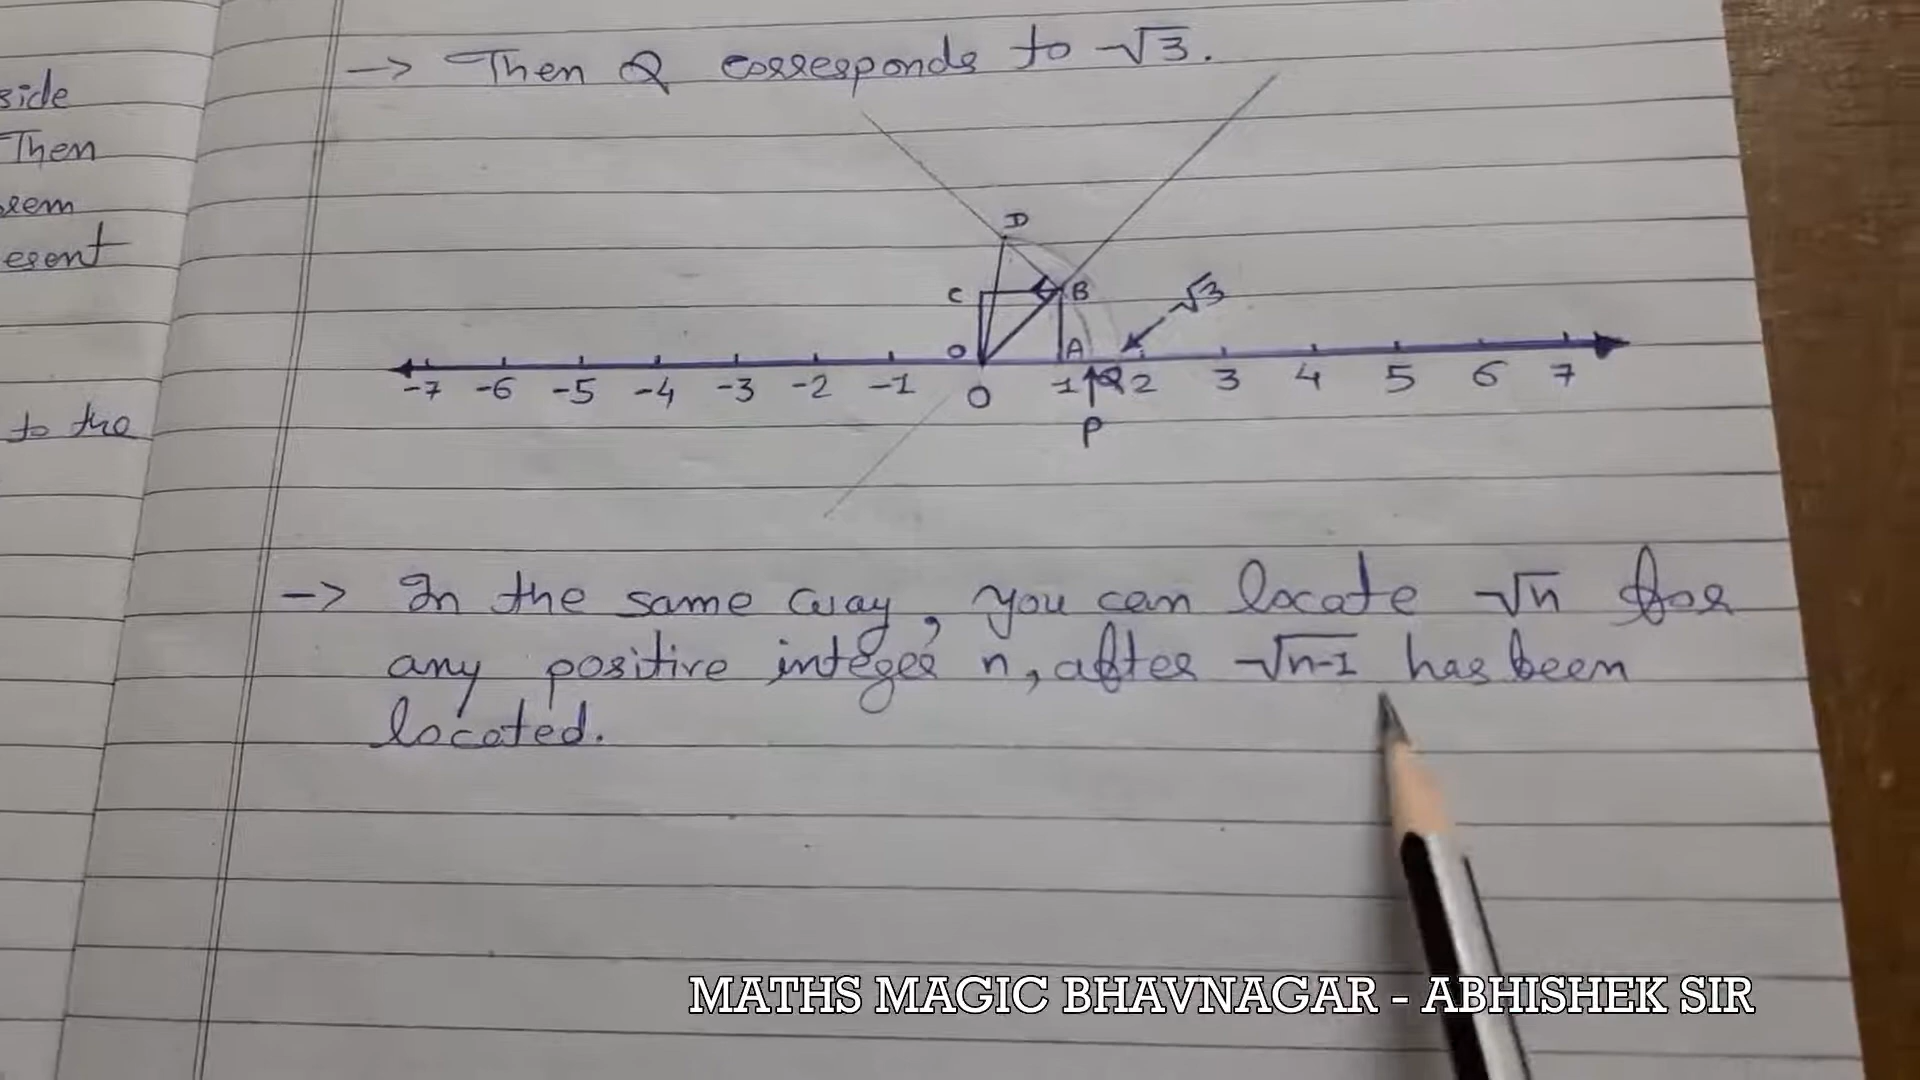 side
Then
esent
to the
-> Then Q corresponds to √3.
D
C B √3
O A
-7 -6 -5 -4 -3 -2 -1 0 1 Q 2 3 4 5 6 7
P
-> In the same way, you can locate √n for
any positive integer n, after √n-1 has been
located.
MATHS MAGIC BHAVNAGAR - ABHISHEK SIR